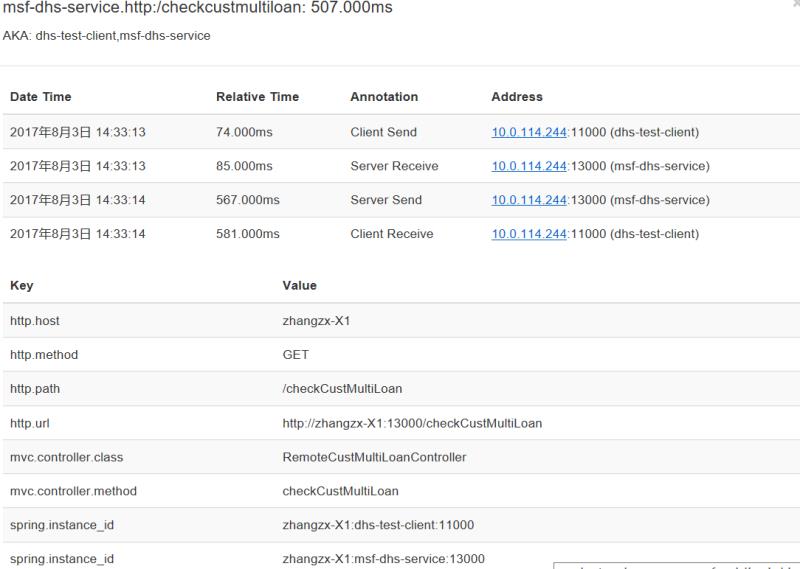 msf-dhs-service.http:/checkcustmultiloan: 507.000ms
AKA: dhs-test-client,msf-dhs-service
Date Time Relative Time Annotation Address
2017年8月3日 14:33:13 74.000ms Client Send 10.0.114.244:11000 (dhs-test-client)
2017年8月3日 14:33:13 85.000ms Server Receive 10.0.114.244:13000 (msf-dhs-service)
2017年8月3日 14:33:14 567.000ms Server Send 10.0.114.244:13000 (msf-dhs-service)
2017年8月3日 14:33:14 581.000ms Client Receive 10.0.114.244:11000 (dhs-test-client)
Key Value
http.host zhangzx-X1
http.method GET
http.path /checkCustMultiLoan
http.url http://zhangzx-X1:13000/checkCustMultiLoan
mvc.controller.class RemoteCustMultiLoanController
mvc.controller.method checkCustMultiLoan
spring.instance_id zhangzx-X1:dhs-test-client:11000
spring.instance_id zhangzx-X1:msf-dhs-service:13000